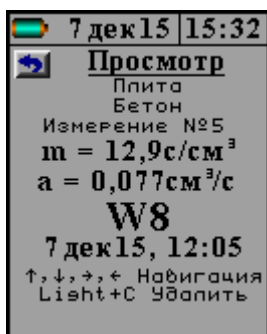 7 дек15 15:32
Просмотр
Плита
Бетон
Измерение №5
m = 12,9с/см³
a = 0,077см³/с
W8
7 дек15, 12:05
↑,↓,→,← Навигация
Light+C Удалить